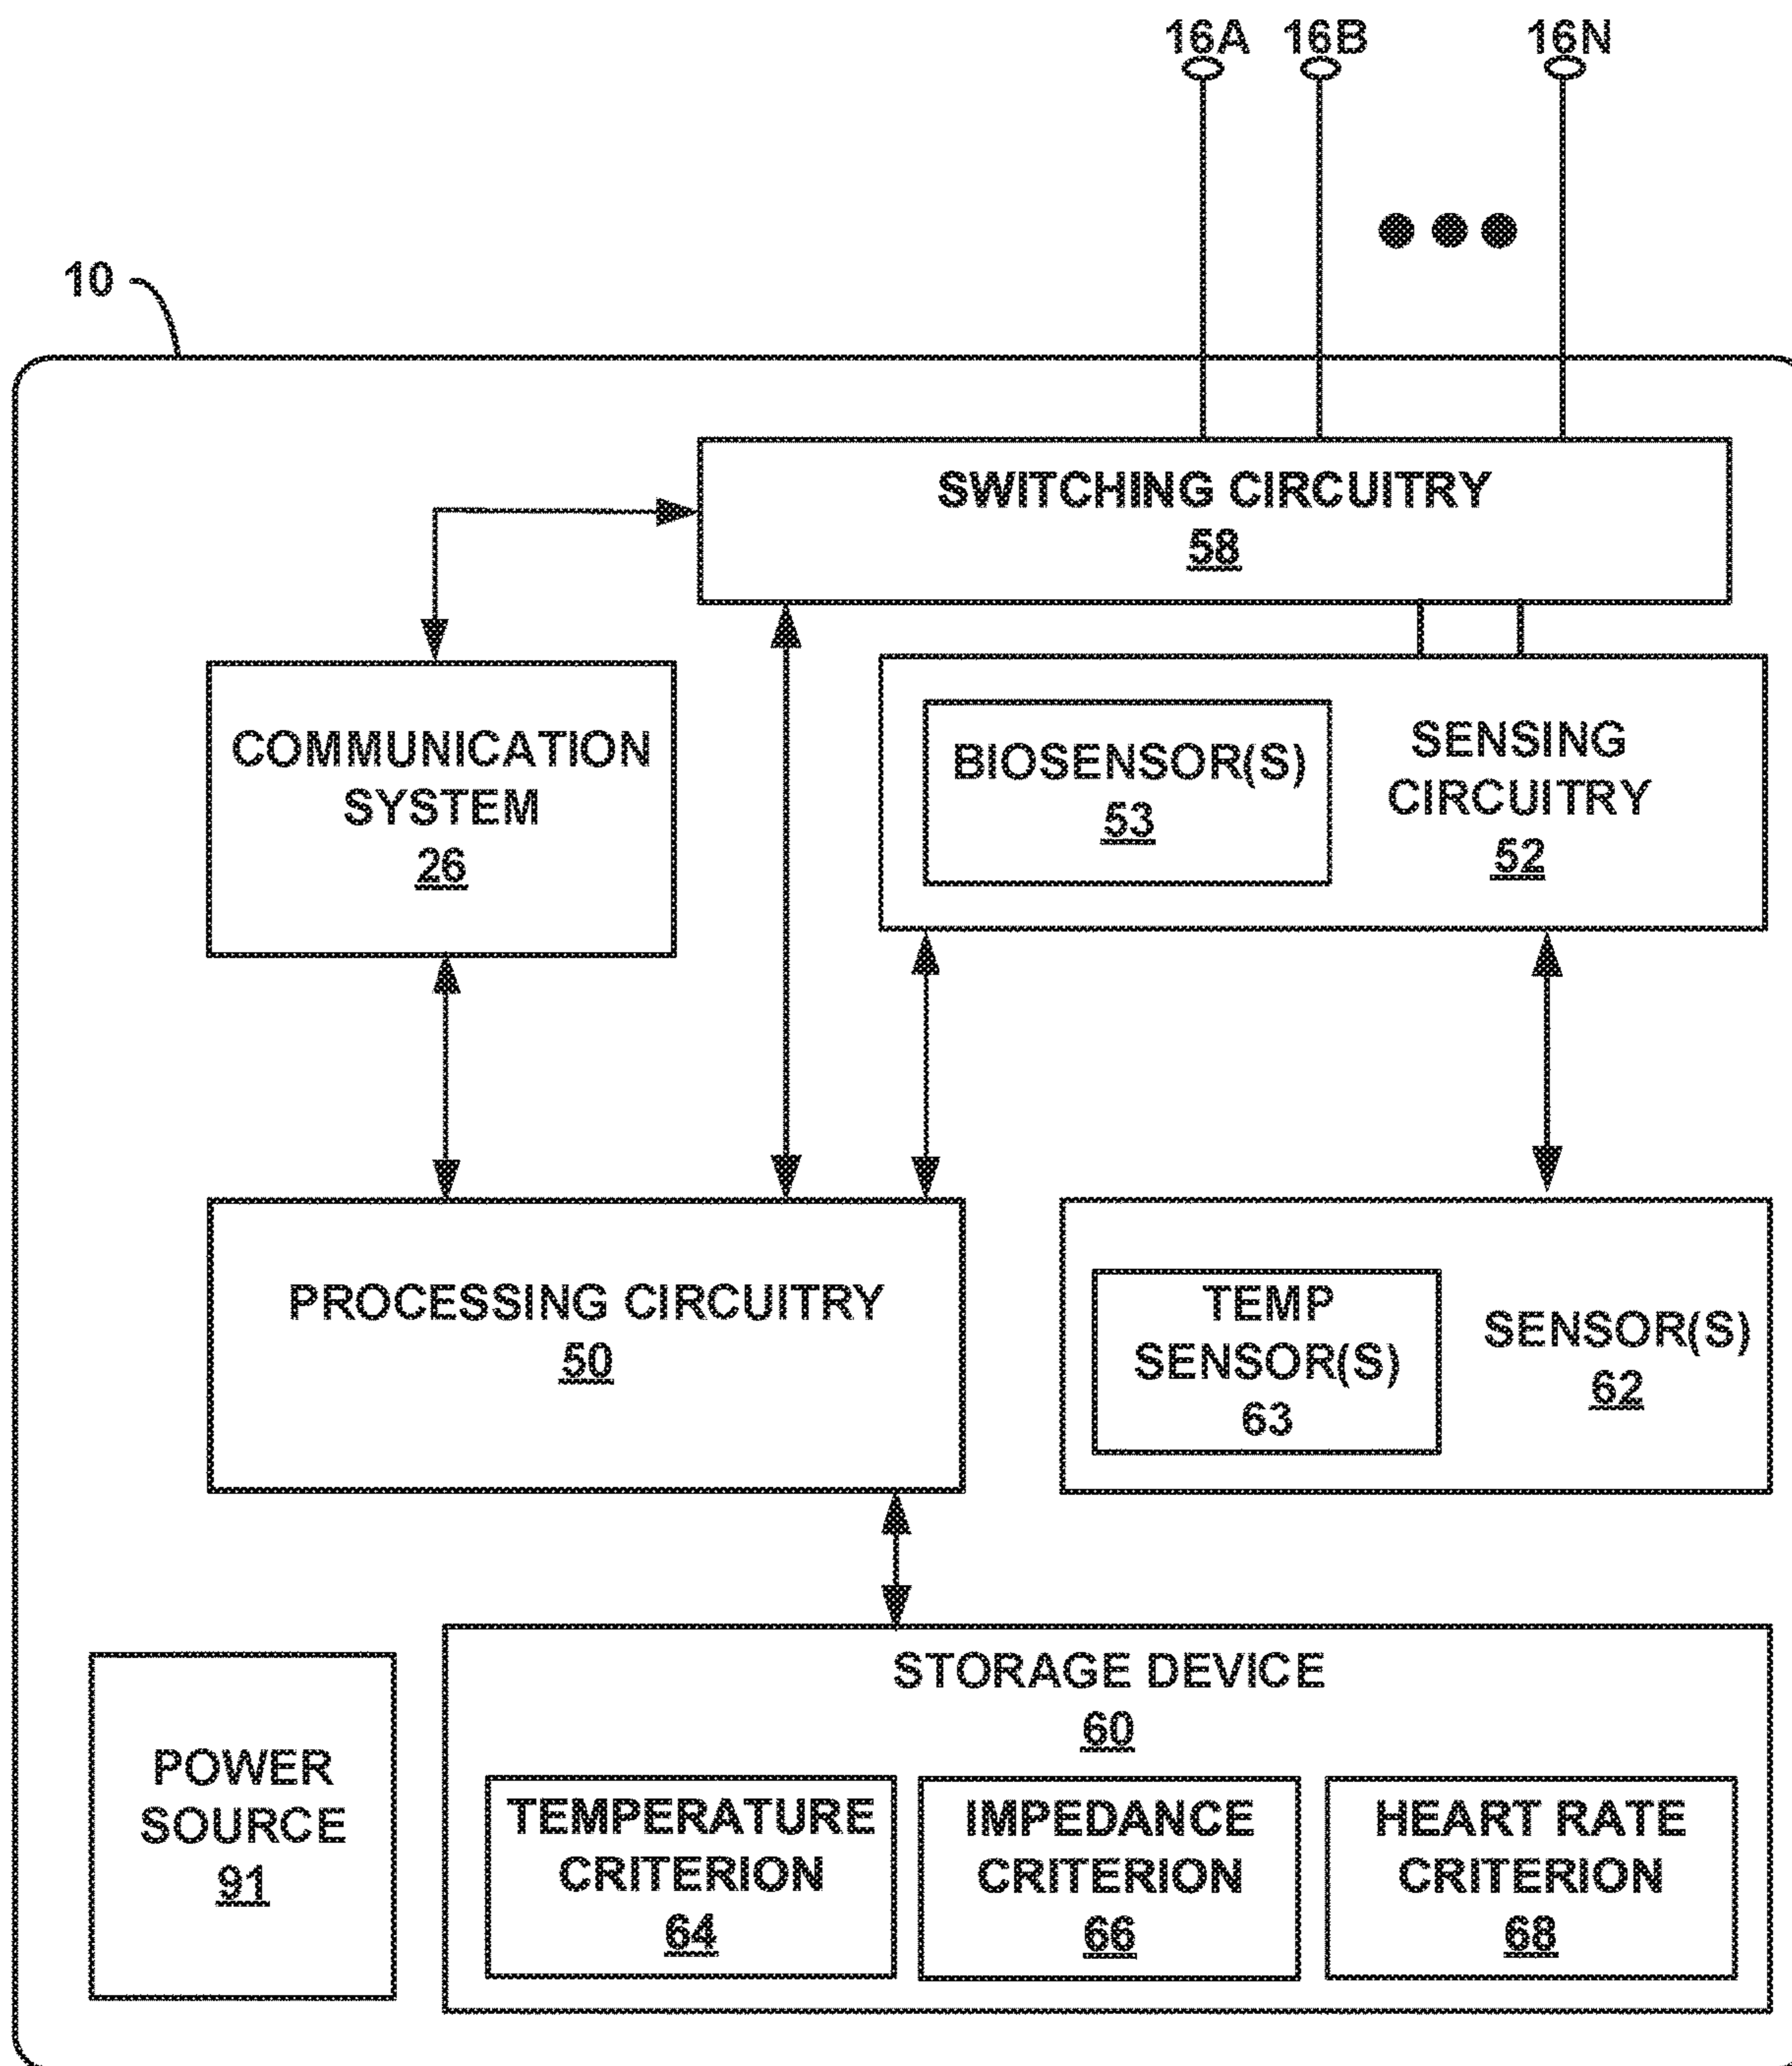 16A 16B 16N
10
SWITCHING CIRCUITRY
58
COMMUNICATION
SYSTEM
26
BIOSENSOR(S)
53
SENSING
CIRCUITRY
52
PROCESSING CIRCUITRY
50
TEMP
SENSOR(S)
63
SENSOR(S)
62
POWER
SOURCE
91
STORAGE DEVICE
60
TEMPERATURE
CRITERION
64
IMPEDANCE
CRITERION
66
HEART RATE
CRITERION
68